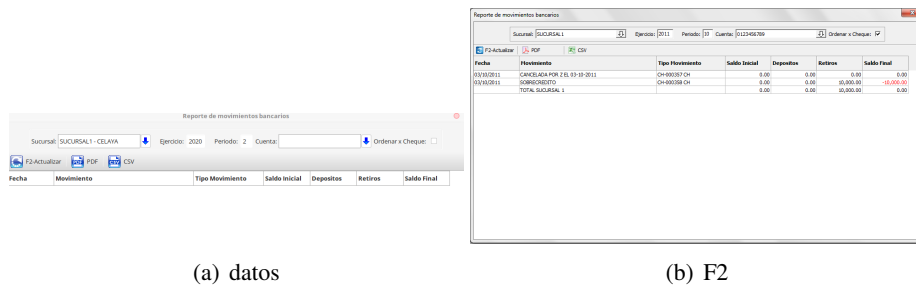 Reporte de movimientos bancarios
Sucursal: SUCURSAL1 - CELAYA Ejercicio: 2020 Periodo: 2 Cuenta: Ordenar x Cheque:
F2-Actualizar PDF CSV
Fecha Movimiento Tipo Movimiento Saldo Inicial Depositos Retiros Saldo Final
(a) datos
Reporte de movimientos bancarios
Sucursal: SUCURSAL1 Ejercicio: 2011 Periodo: 10 Cuenta: 0123456789 Ordenar x Cheque:
F2-Actualizar PDF CSV
Fecha Movimiento Tipo Movimiento Saldo Inicial Depositos Retiros Saldo Final
03/10/2011 CANCELADA POR Z EL 03-10-2011 CH-000357 CH 0.00 0.00 0.00 0.00
03/10/2011 SOBRECREDITO CH-000358 CH 0.00 0.00 10,000.00 -10,000.00
TOTAL SUCURSAL 1 0.00 0.00 10,000.00 0.00
(b) F2